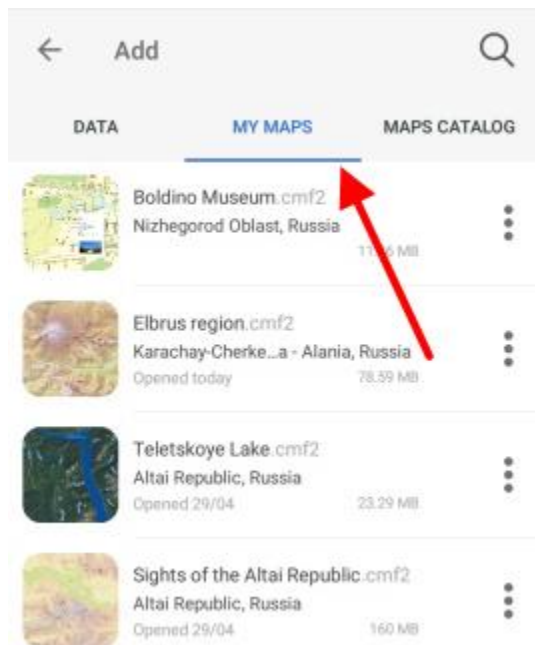 Add
DATA MY MAPS MAPS CATALOG
Boldino Museum.cmf2
Nizhegorod Oblast, Russia
MB
Elbrus region.cmf2
Karachay-Cherke...a - Alania, Russia
Opened today 78.59 MB
Teletskoye Lake.cmf2
Altai Republic, Russia
Opened 29/04 23.29 MB
Sights of the Altai Republic.cmf2
Altai Republic, Russia
Opened 29/04 160 MB